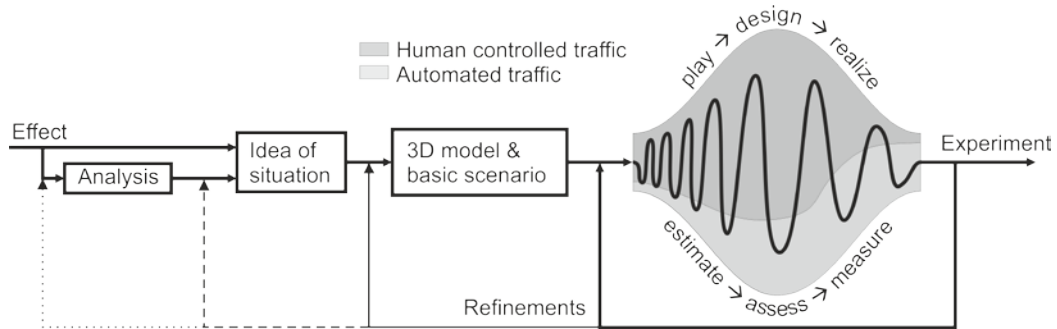 Human controlled traffic
Automated traffic
play → design → realize
Effect
Analysis
Idea of
situation
3D model &
basic scenario
Experiment
estimate → assess → measure
Refinements